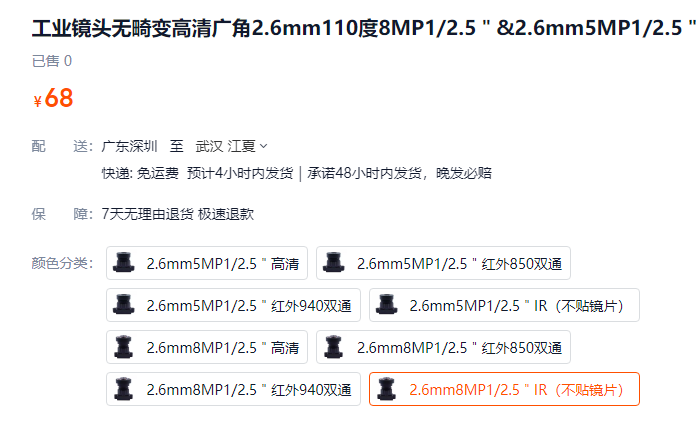 工业镜头无畸变高清广角2.6mm110度8MP1/2.5＂&2.6mm5MP1/2.5＂
已售 0
¥68
配 送： 广东深圳 至 武汉 江夏
快递: 免运费 预计4小时内发货 | 承诺48小时内发货，晚发必赔
保 障： 7天无理由退货 极速退款
颜色分类： 2.6mm5MP1/2.5＂高清 2.6mm5MP1/2.5＂红外850双通
2.6mm5MP1/2.5＂红外940双通 2.6mm5MP1/2.5＂IR（不贴镜片）
2.6mm8MP1/2.5＂高清 2.6mm8MP1/2.5＂红外850双通
2.6mm8MP1/2.5＂红外940双通 2.6mm8MP1/2.5＂IR（不贴镜片）